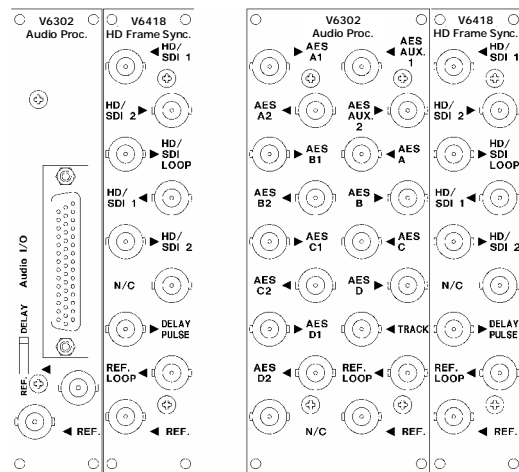 V6302
Audio Proc.
V6418
HD Frame Sync.
HD/
SDI 1
HD/
SDI 2
HD/
SDI
LOOP
HD/
SDI 1
HD/
SDI 2
N/C
DELAY
PULSE
REF.
LOOP
REF.
Audio I/O
DELAY
REF.
REF.
V6302
Audio Proc.
AES
A1
AES
AUX.
1
AES
A2
AES
AUX.
2
AES
B1
AES
A
AES
B2
AES
B
AES
C1
AES
C
AES
C2
AES
D
AES
D1
TRACK
AES
D2
REF.
LOOP
N/C
REF.
V6418
HD Frame Sync.
HD/
SDI 1
HD/
SDI 2
HD/
SDI
LOOP
HD/
SDI 1
HD/
SDI 2
N/C
DELAY
PULSE
REF.
LOOP
REF.